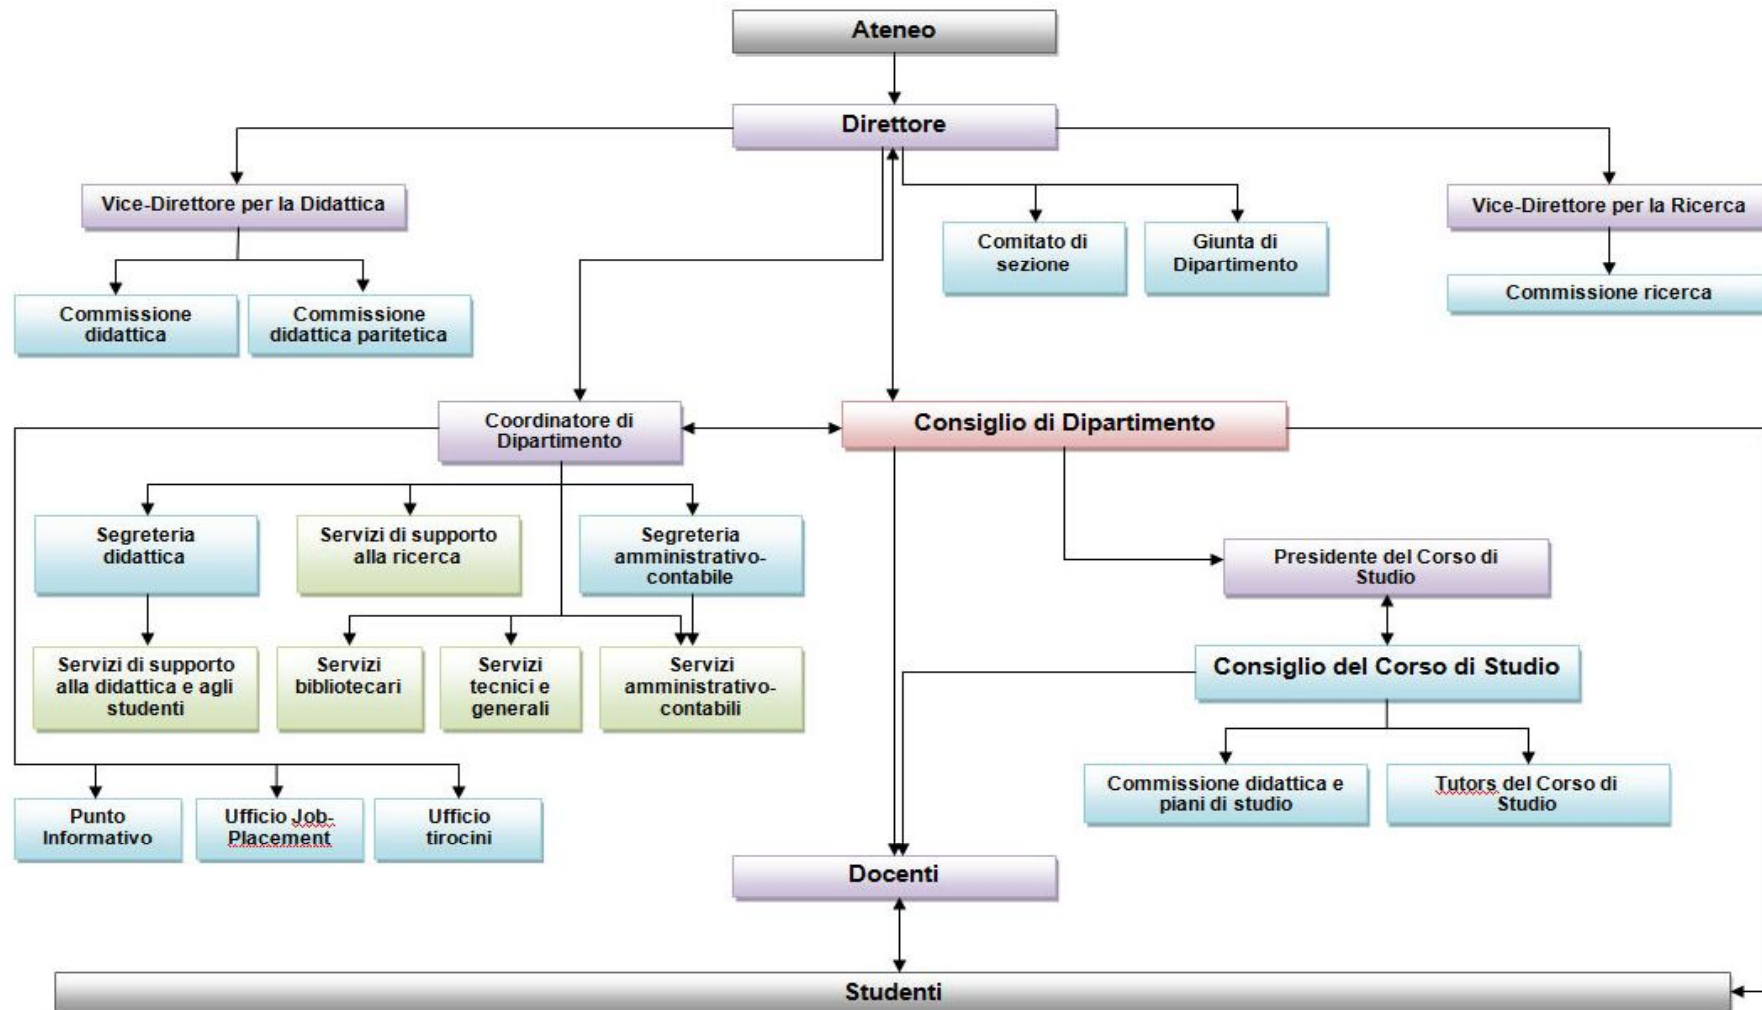 Ateneo
Direttore
Vice-Direttore per la Didattica
Vice-Direttore per la Ricerca
Comitato di
sezione
Giunta di
Dipartimento
Commissione ricerca
Commissione
didattica
Commissione
didattica paritetica
Coordinatore di
Dipartimento
Consiglio di Dipartimento
Segreteria
didattica
Servizi di supporto
alla ricerca
Segreteria
amministrativo-
contabile
Presidente del Corso di
Studio
Servizi di supporto
alla didattica e agli
studenti
Servizi
bibliotecari
Servizi
tecnici e
generali
Servizi
amministrativo-
contabili
Consiglio del Corso di Studio
Commissione didattica e
piani di studio
Tutors del Corso di
Studio
Punto
Informativo
Ufficio Job-
Placement
Ufficio
tirocini
Docenti
Studenti